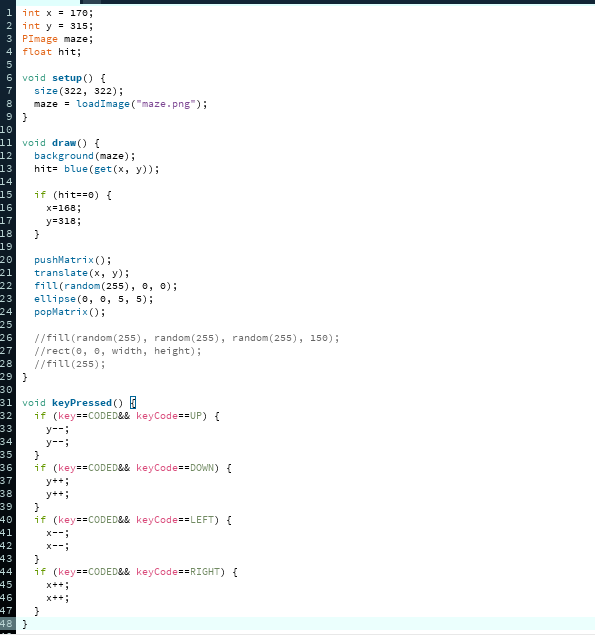 1 int x = 170;
2 int y = 315;
3 PImage maze;
4 float hit;
5
6 void setup() {
7   size(322, 322);
8   maze = loadImage("maze.png");
9 }
10
11 void draw() {
12   background(maze);
13   hit= blue(get(x, y));
14
15   if (hit==0) {
16     x=168;
17     y=318;
18   }
19
20   pushMatrix();
21   translate(x, y);
22   fill(random(255), 0, 0);
23   ellipse(0, 0, 5, 5);
24   popMatrix();
25
26   //fill(random(255), random(255), random(255), 150);
27   //rect(0, 0, width, height);
28   //fill(255);
29 }
30
31 void keyPressed() {
32   if (key==CODED&& keyCode==UP) {
33     y--;
34     y--;
35   }
36   if (key==CODED&& keyCode==DOWN) {
37     y++;
38     y++;
39   }
40   if (key==CODED&& keyCode==LEFT) {
41     x--;
42     x--;
43   }
44   if (key==CODED&& keyCode==RIGHT) {
45     x++;
46     x++;
47   }
48 }